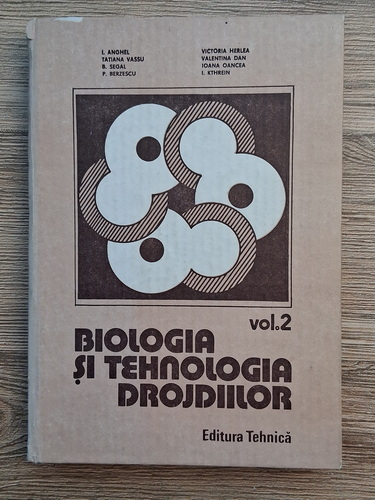 I. ANGHEL
TATIANA VASSU
B. SEGAL
P. BERZESCU
VICTORIA HERLEA
VALENTINA DAN
IOANA OANCEA
I. KTHREIN
vol.2
BIOLOGIA
ȘI TEHNOLOGIA
DROJDIILOR
Editura Tehnică